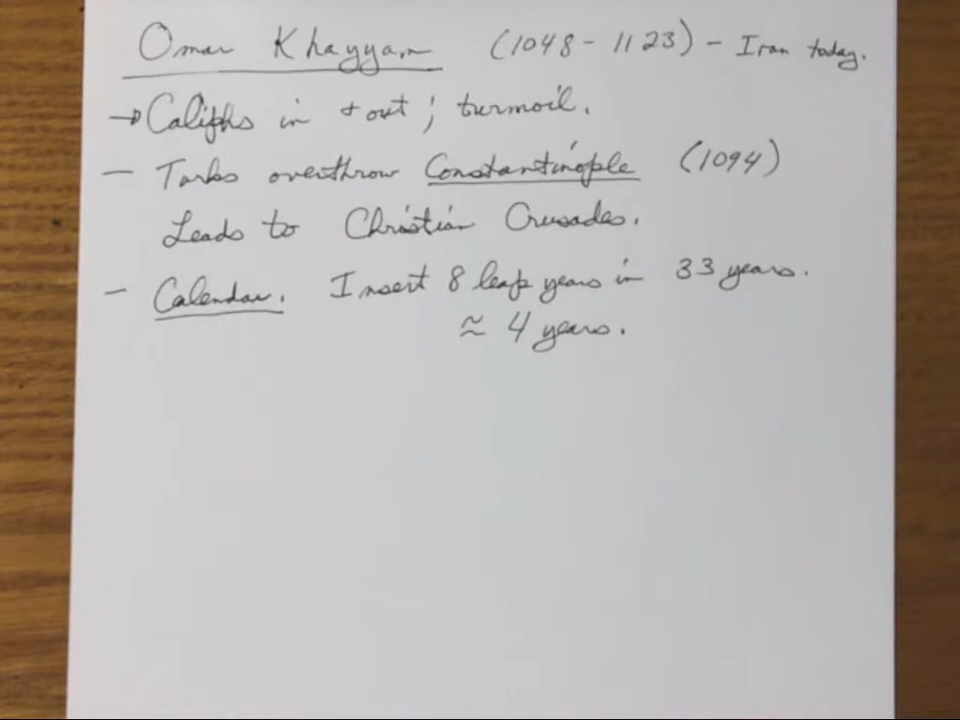 Omar Khayyam (1048 - 1123) - Iran today.
→ Caliphs in + out ; turmoil.
- Turks overthrow Constantinople (1094)
Leads to Christian Crusades.
- Calendar. Insert 8 leap years in 33 years.
≈ 4 years.